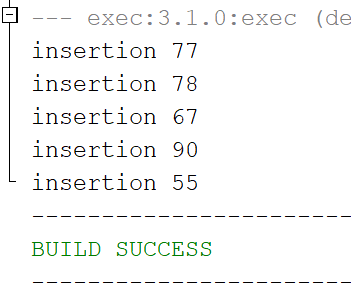 --- exec:3.1.0:exec (de
insertion 77
insertion 78
insertion 67
insertion 90
insertion 55
-----------------------
BUILD SUCCESS
-----------------------